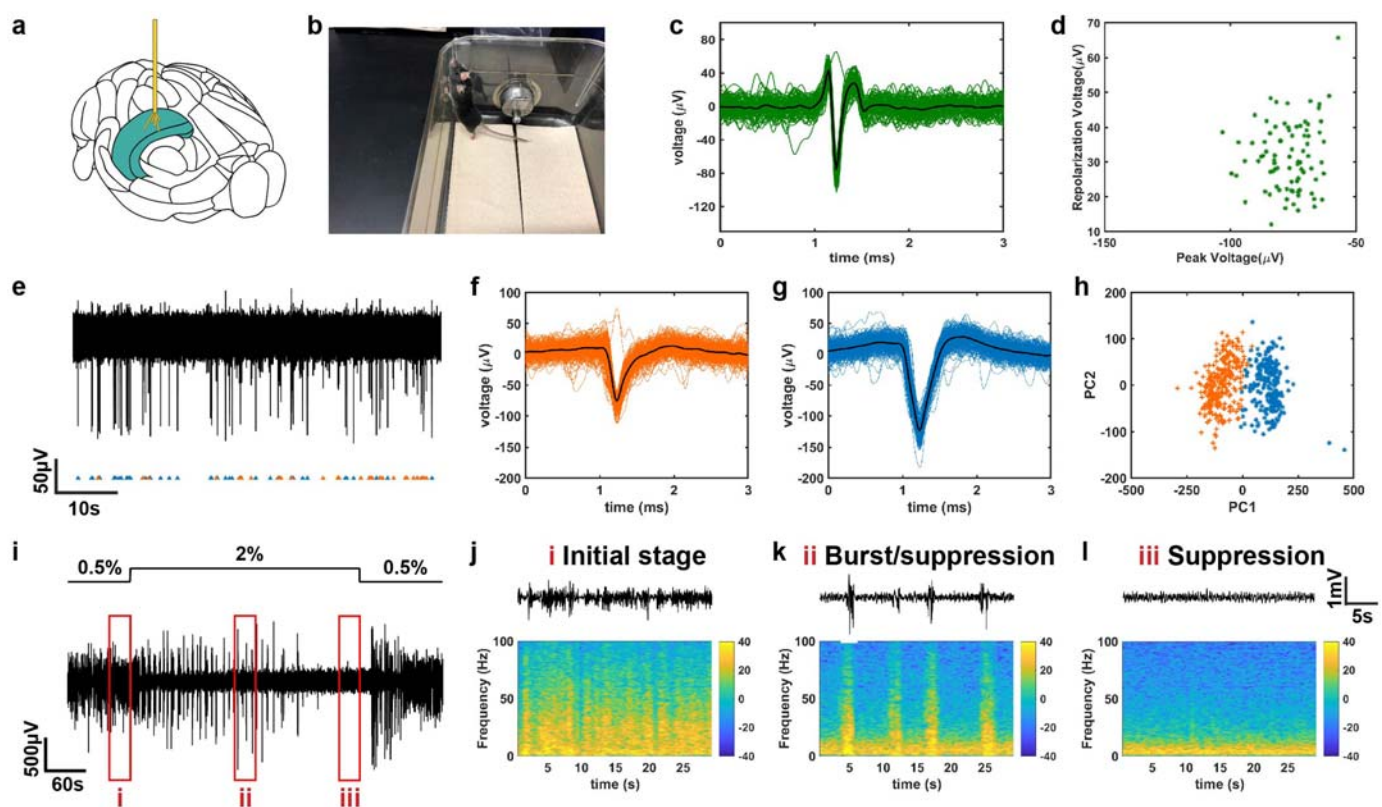 a
b
c
80
40
0
-40
-80
-120
voltage (μV)
0
1
2
3
time (ms)
d
70
60
50
40
30
20
10
Repolarization Voltage(μV)
-150
-100
-50
Peak Voltage(μV)
e
50μV
10s
f
100
50
0
-50
-100
-150
-200
voltage (μV)
0
1
2
3
time (ms)
g
100
50
0
-50
-100
-150
-200
voltage (μV)
0
1
2
3
time (ms)
h
200
100
0
-100
-200
PC2
-500
-250
0
250
500
PC1
i
0.5%
2%
0.5%
500μV
60s
i
ii
iii
j
i Initial stage
100
50
0
Frequency (Hz)
5 10 15 20 25
time (s)
40
20
0
-20
-40
k
ii Burst/suppression
100
50
0
Frequency (Hz)
5 10 15 20 25
time (s)
40
20
0
-20
-40
l
iii Suppression
1mV
5s
100
50
0
Frequency (Hz)
5 10 15 20 25
time (s)
40
20
0
-20
-40